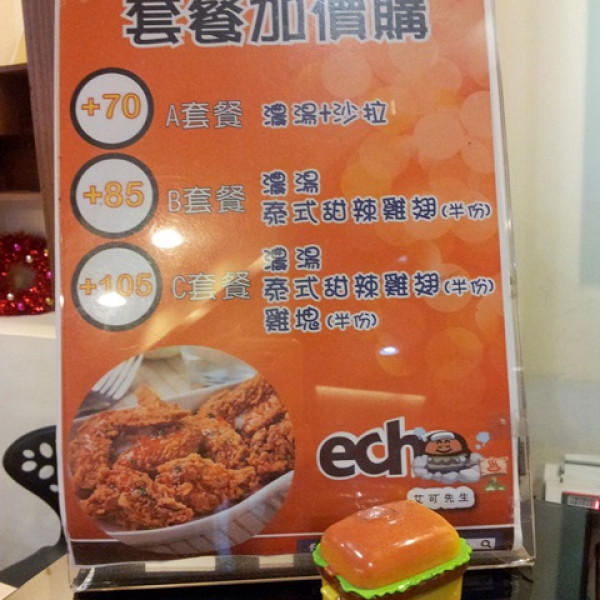 套餐加價購
+70 A套餐 濃湯+沙拉
+85 B套餐 濃湯
泰式甜辣雞翅(半份)
+105 C套餐 濃湯
泰式甜辣雞翅(半份)
雞塊(半份)
ech
艾可先生